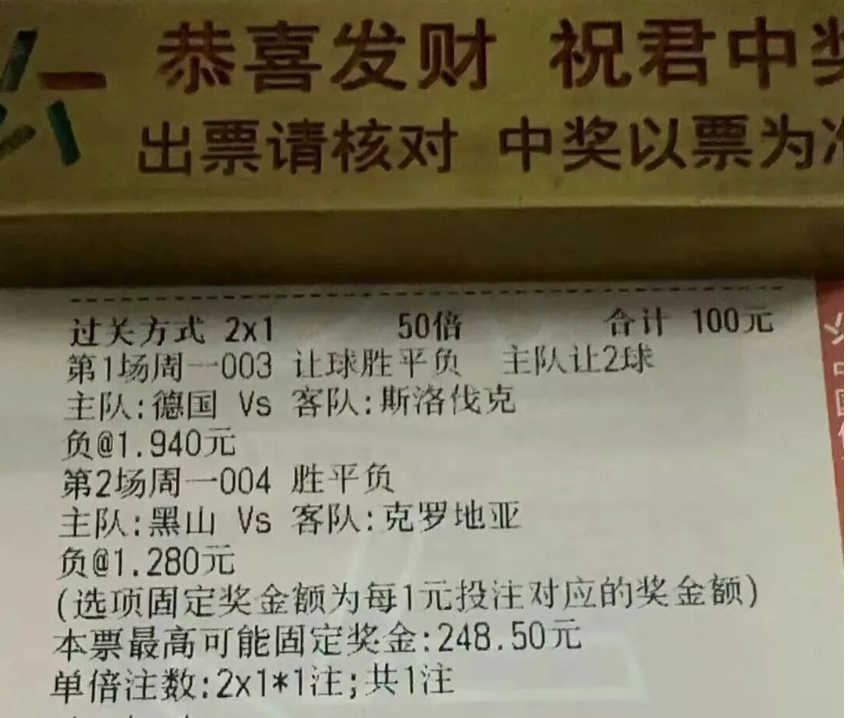 恭喜发财 祝君中奖
出票请核对 中奖以票为准
过关方式 2x1 50倍 合计 100元
第1场周一003 让球胜平负 主队让2球
主队:德国 Vs 客队:斯洛伐克
负@1.940元
第2场周一004 胜平负
主队:黑山 Vs 客队:克罗地亚
负@1.280元
(选项固定奖金额为每1元投注对应的奖金额)
本票最高可能固定奖金:248.50元
单倍注数:2x1*1注;共1注